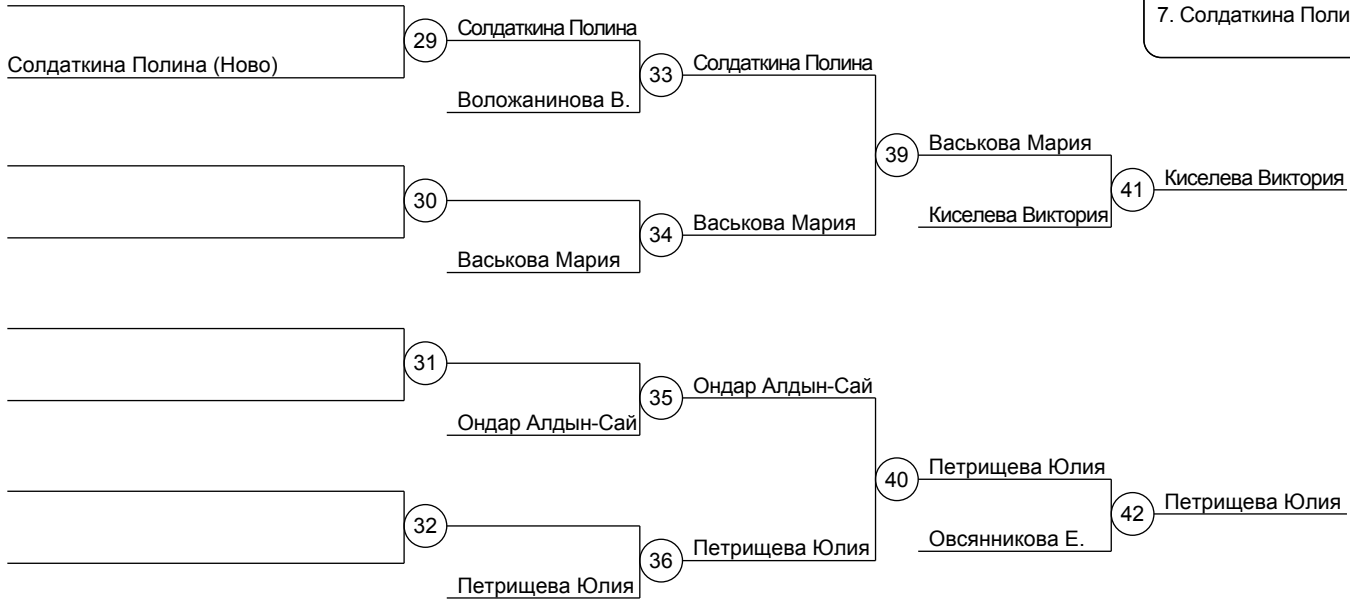 7. Солдаткина Поли
Солдаткина Полина (Ново)
29
Солдаткина Полина
Воложанинова В.
33
Солдаткина Полина
30
Васькова Мария
34
Васькова Мария
39
Васькова Мария
Киселева Виктория
41
Киселева Виктория
31
Ондар Алдын-Сай
35
Ондар Алдын-Сай
32
Петрищева Юлия
36
Петрищева Юлия
40
Петрищева Юлия
Овсянникова Е.
42
Петрищева Юлия